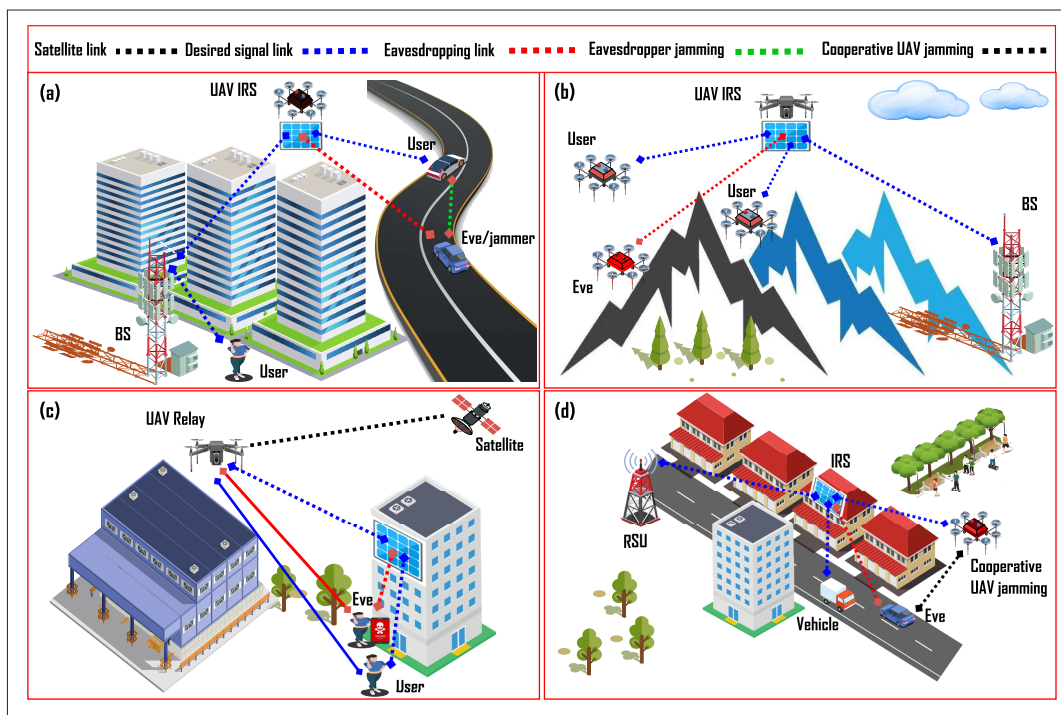 Satellite link
Desired signal link
Eavesdropping link
Eavesdropper jamming
Cooperative UAV jamming
(a)
UAV IRS
User
Eve/jammer
BS
User
(b)
UAV IRS
User
User
BS
Eve
(c)
UAV Relay
Satellite
Eve
User
(d)
IRS
RSU
Cooperative
UAV jamming
Eve
Vehicle